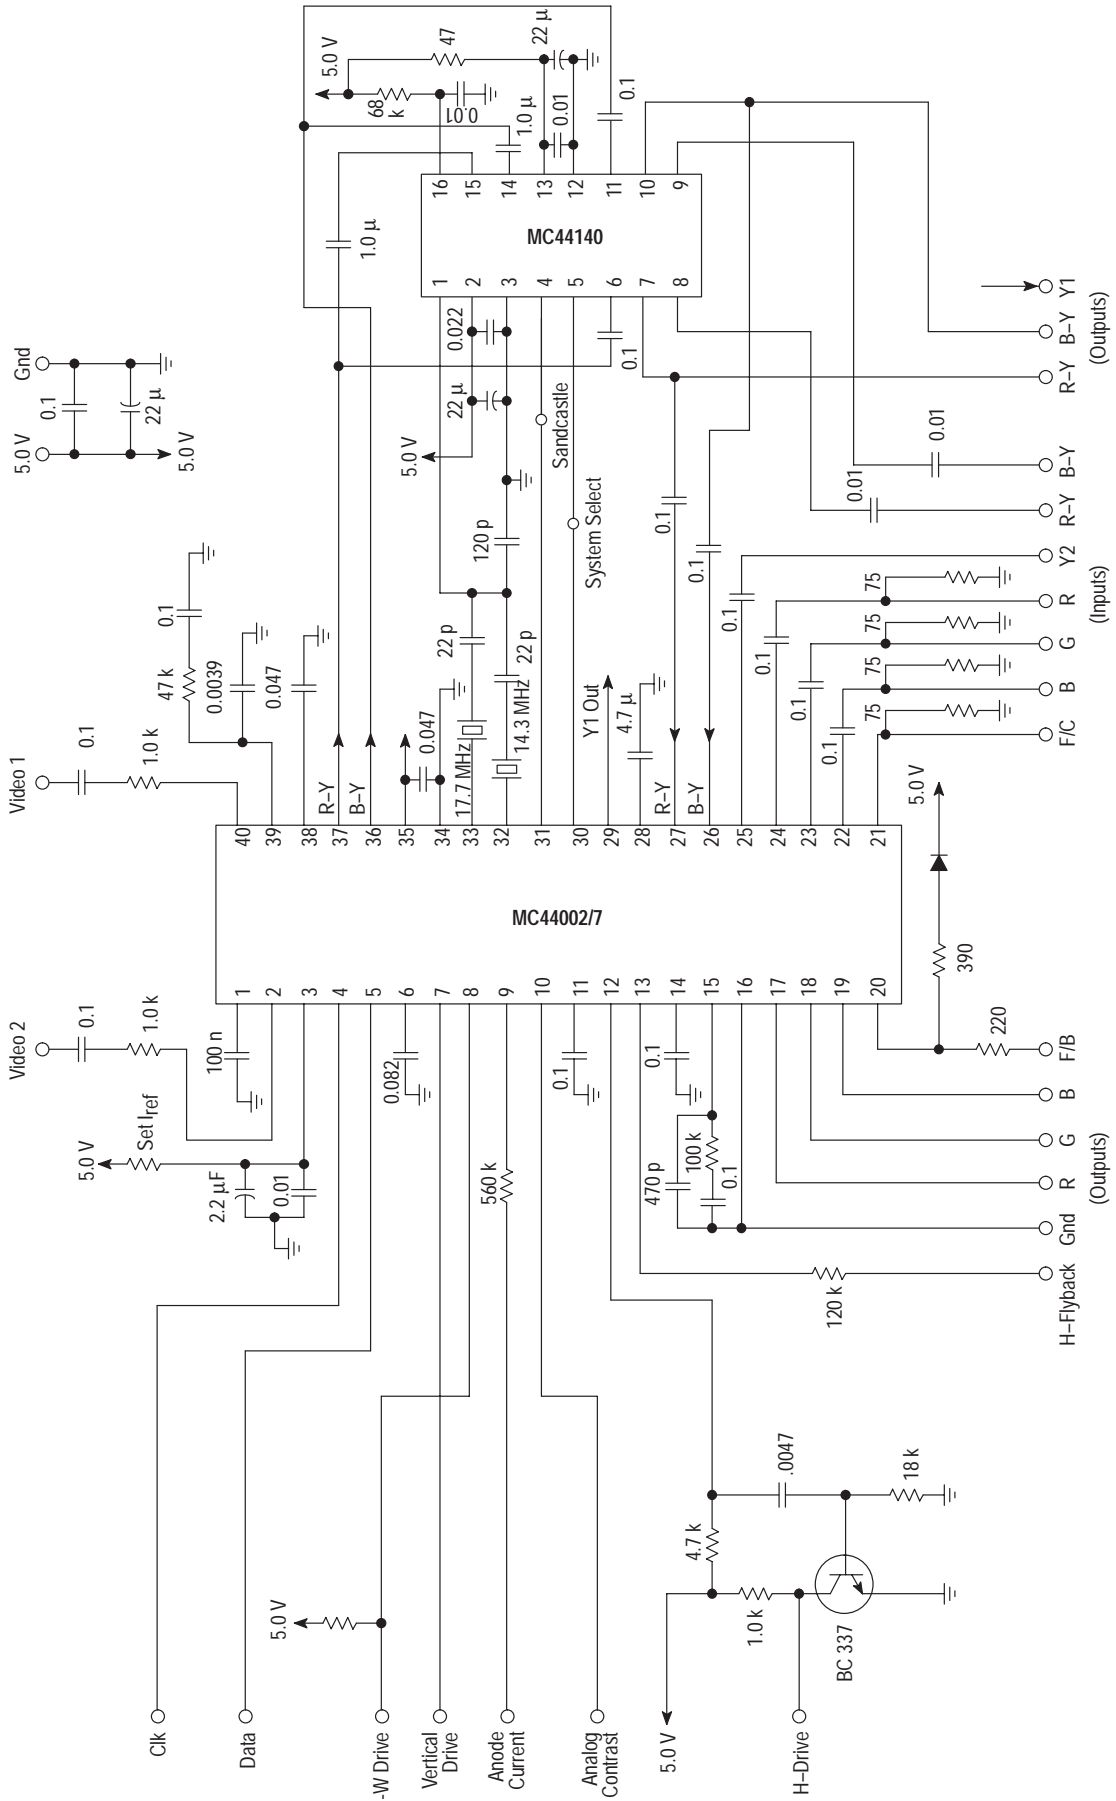 Gnd
5.0 V
0.1
22 μ
5.0 V
5.0 V
47
22 μ
68
k
0.01
1.0 μ
0.01
0.1
1.0 μ
16
15
14
13
12
11
10
9
MC44140
1
2
3
4
5
6
7
8
0.022
22 μ
5.0 V
0.1
Sandcastle
System Select
120 p
22 p
22 p
17.7 MHz
14.3 MHz
Video 1
0.1
1.0 k
47 k
0.1
0.0039
0.047
R–Y
B–Y
0.047
Y1 Out
4.7 μ
R–Y
B–Y
0.1
0.1
0.1
0.1
0.1
0.1
75
75
75
75
0.01
0.01
Y1
B–Y
R–Y
(Outputs)
B–Y
R–Y
Y2
R
G
B
F/C
(Inputs)
40
39
38
37
36
35
34
33
32
31
30
29
28
27
26
25
24
23
22
21
MC44002/7
1
2
3
4
5
6
7
8
9
10
11
12
13
14
15
16
17
18
19
20
5.0 V
390
220
Video 2
0.1
1.0 k
100 n
5.0 V
Set Iref
2.2 μF
0.01
0.082
560 k
0.1
0.1
470 p
100 k
0.1
F/B
B
G
R
(Outputs)
Gnd
H–Flyback
120 k
5.0 V
4.7 k
1.0 k
.0047
18 k
BC 337
5.0 V
Clk
Data
-W Drive
Vertical
Drive
Anode
Current
Analog
Contrast
H–Drive